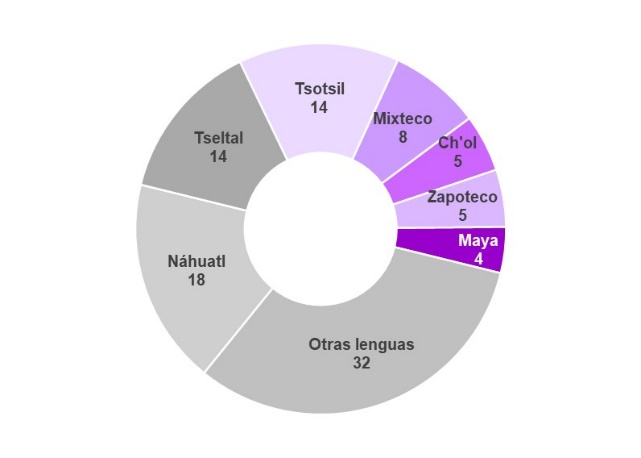 Tsotsil
14
Mixteco
8
Ch'ol
5
Zapoteco
5
Maya
4
Otras lenguas
32
Náhuatl
18
Tseltal
14